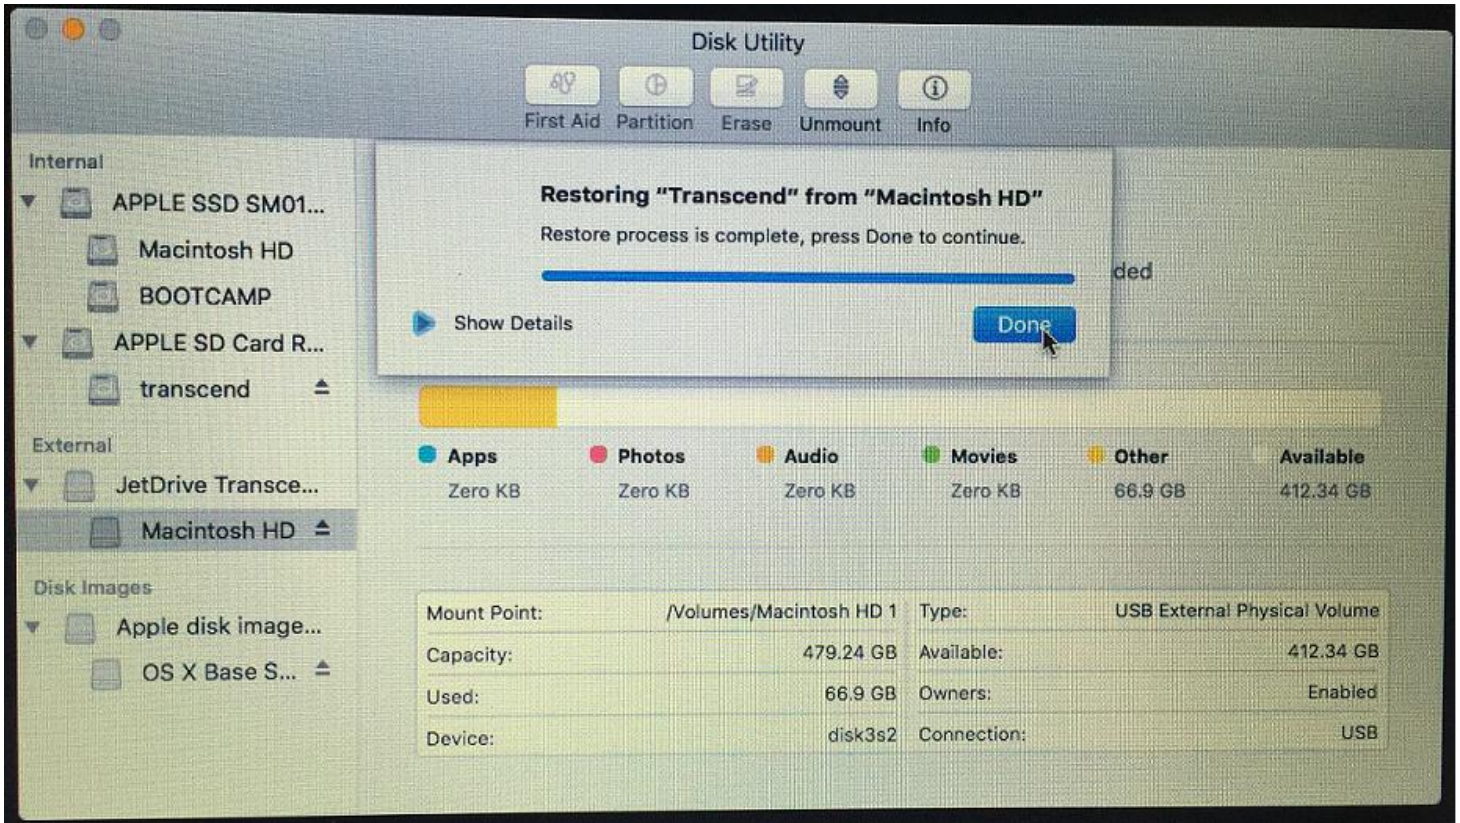 Disk Utility
First Aid Partition Erase Unmount Info
Internal
APPLE SSD SM01...
Macintosh HD
BOOTCAMP
APPLE SD Card R...
transcend
External
JetDrive Transce...
Macintosh HD
Disk Images
Apple disk image...
OS X Base S...
Restoring "Transcend" from "Macintosh HD"
Restore process is complete, press Done to continue.
ded
Show Details
Done
Apps Photos Audio Movies Other Available
Zero KB Zero KB Zero KB Zero KB 66.9 GB 412.34 GB
Mount Point: /Volumes/Macintosh HD 1 Type: USB External Physical Volume
Capacity: 479.24 GB Available: 412.34 GB
Used: 66.9 GB Owners: Enabled
Device: disk3s2 Connection: USB